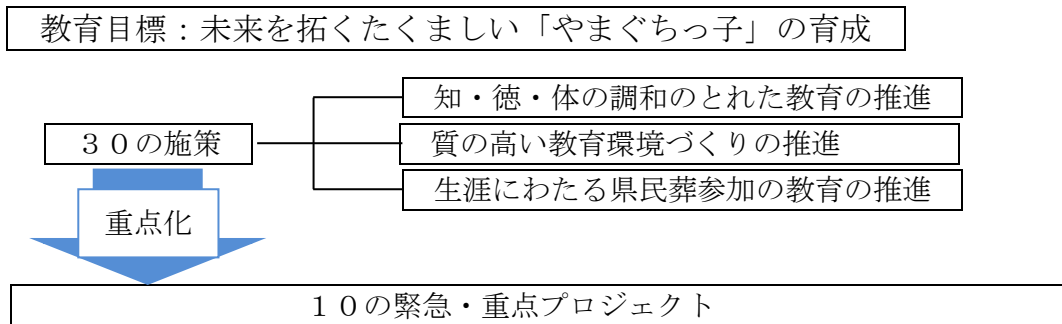 教育目標：未来を拓くたくましい「やまぐちっ子」の育成
知・徳・体の調和のとれた教育の推進
３０の施策
質の高い教育環境づくりの推進
生涯にわたる県民葬参加の教育の推進
重点化
１０の緊急・重点プロジェクト